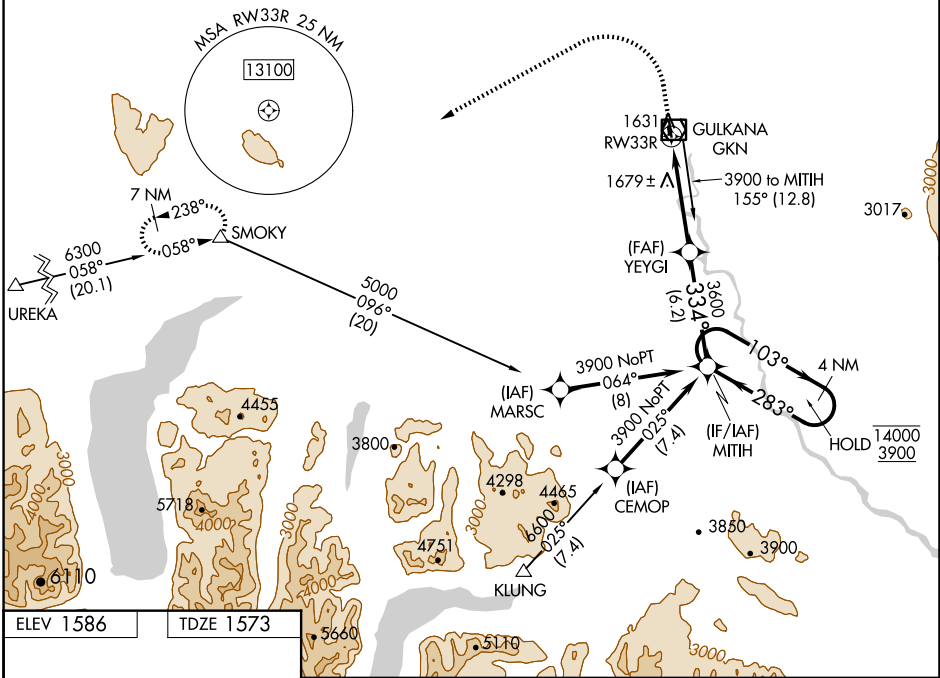 MSA RW33R 25 NM
13100
1631
RW33R
GULKANA
GKN
1679±
3900 to MITIH
155° (12.8)
3017
3000
7 NM
238°
058°
SMOKY
6300
058°
(20.1)
UREKA
(FAF)
YEYGI
5000
096°
(20)
3600
334°
(6.2)
103°
4 NM
283°
3900 NoPT
064°
(8)
(IAF)
MARSC
3900 NoPT
025°
(7.4)
(IF/IAF)
MITIH
HOLD
14000
3900
(IAF)
CEMOP
4455
3800
3000
4000
5718
4000
3000
4298
4465
3000
6600
025°
(7.4)
3850
3900
4751
KLUNG
6110
4000
ELEV 1586
TDZE 1573
5660
5110
3000